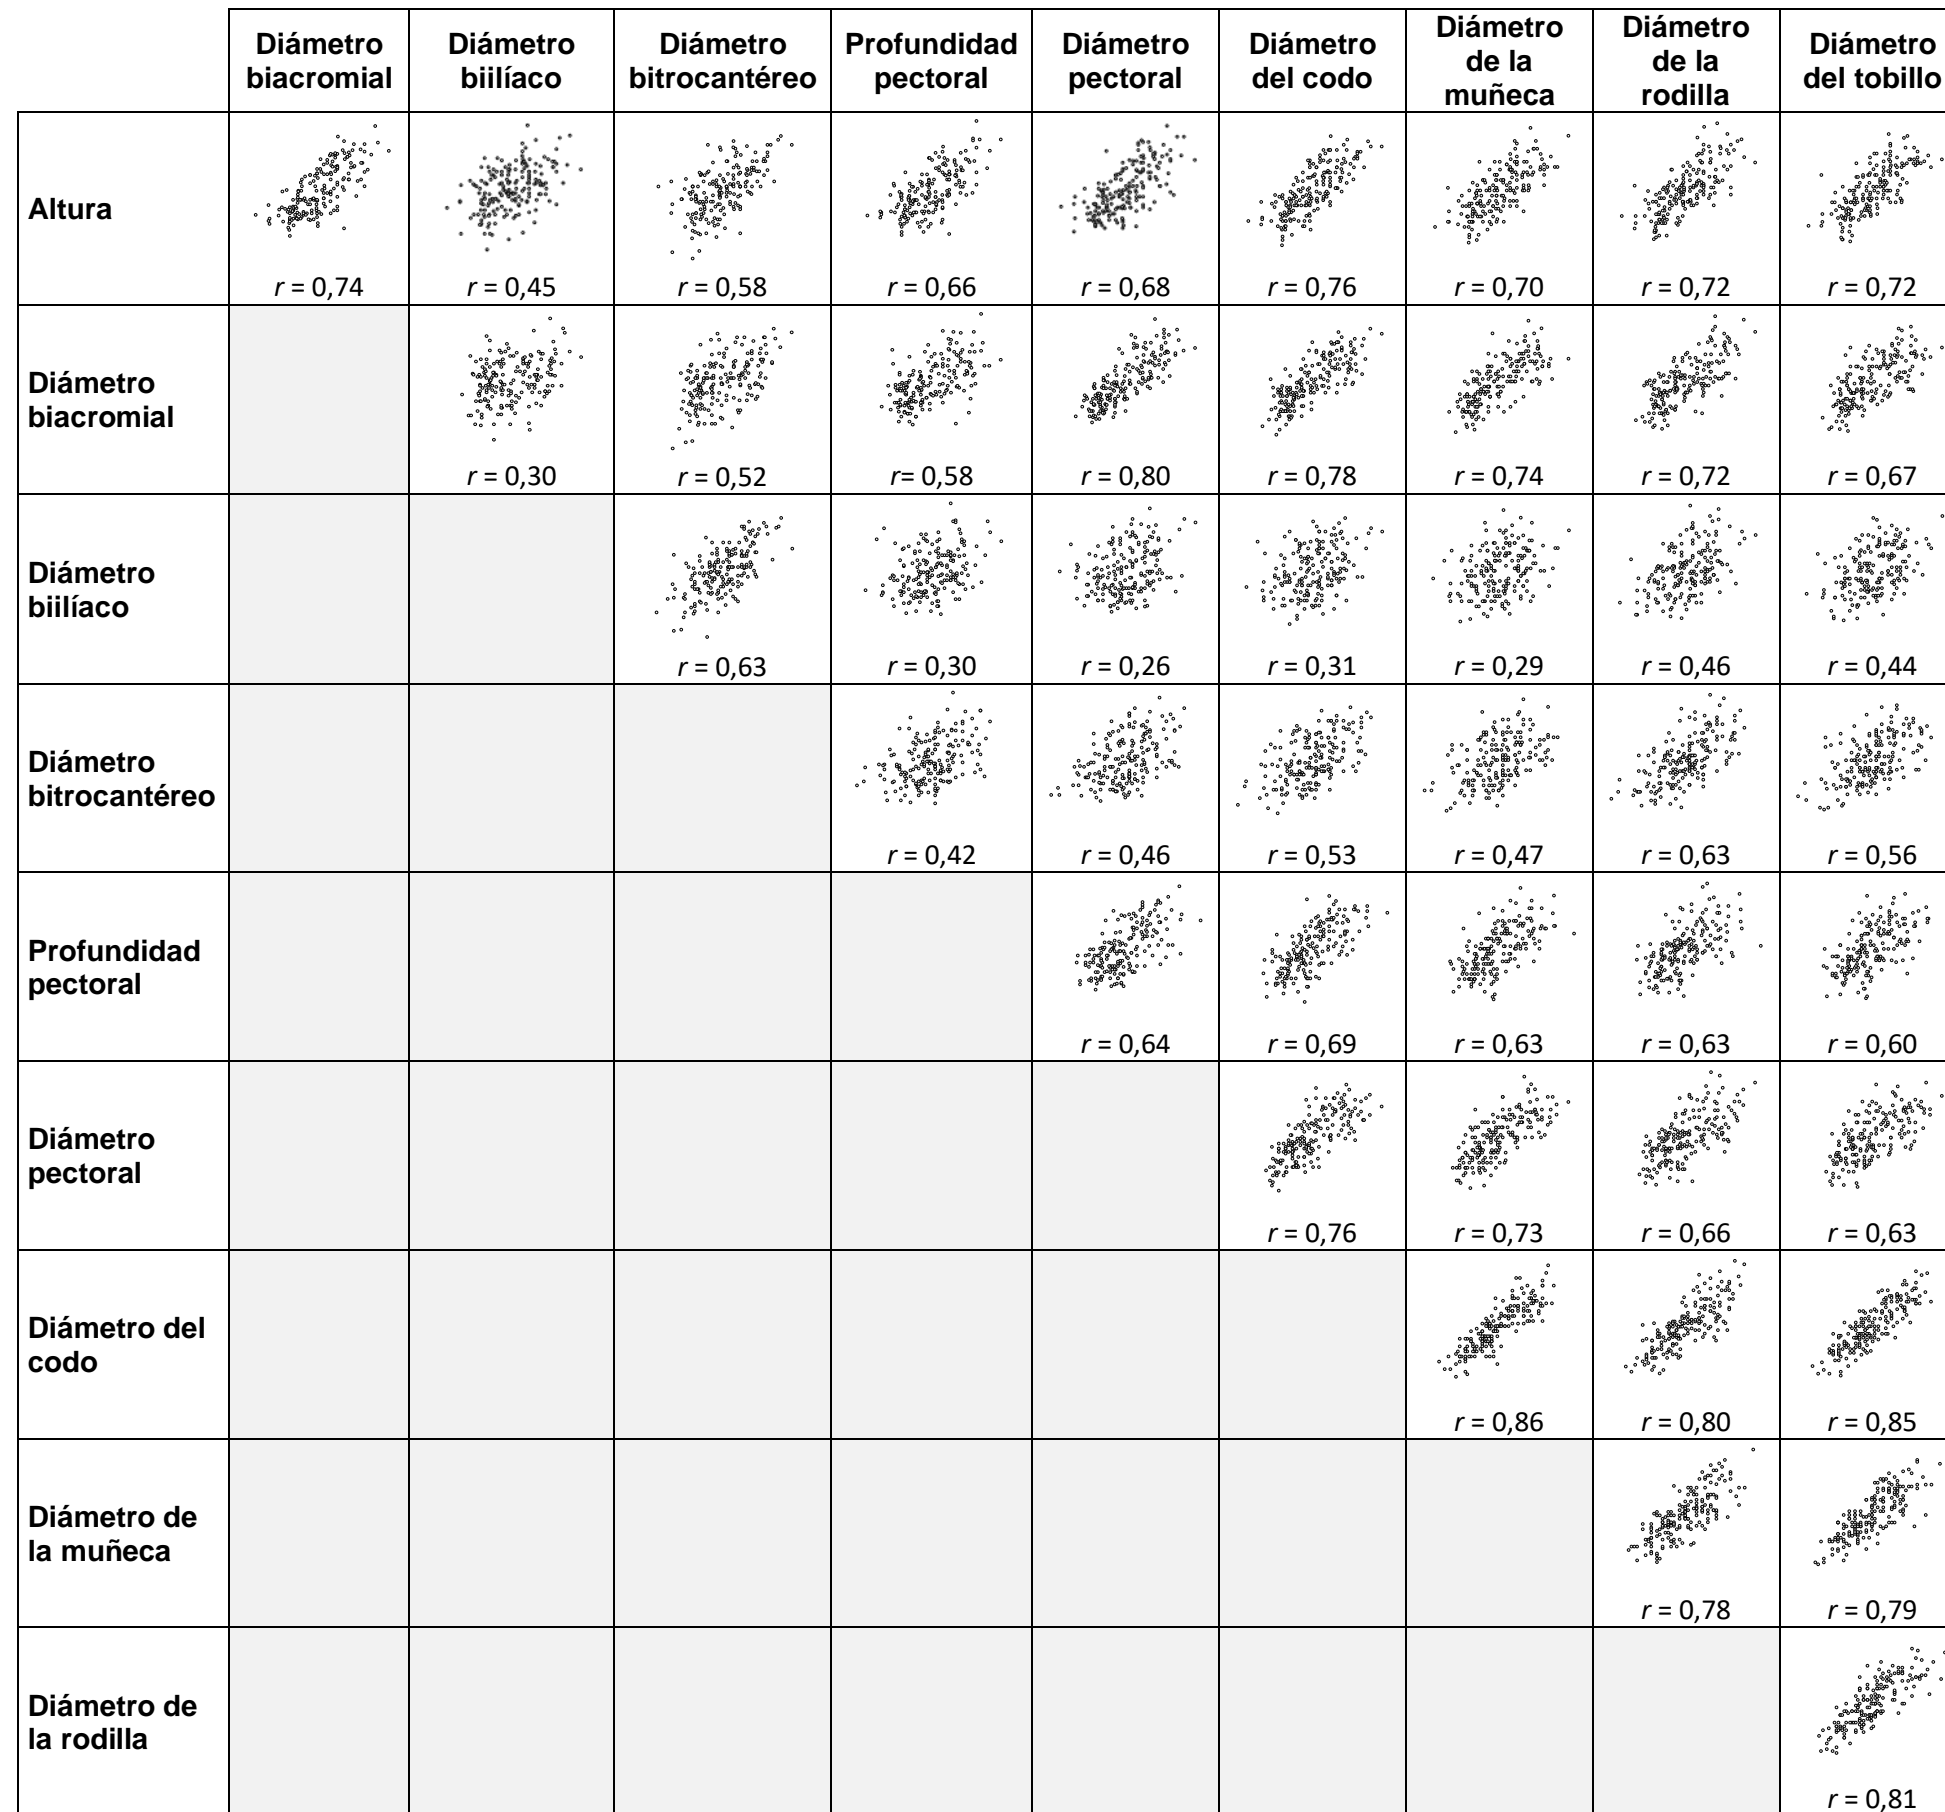 Diámetro biacromial
Diámetro biilíaco
Diámetro bitrocantéreo
Profundidad pectoral
Diámetro pectoral
Diámetro del codo
Diámetro de la muñeca
Diámetro de la rodilla
Diámetro del tobillo
Altura
r = 0,74
r = 0,45
r = 0,58
r = 0,66
r = 0,68
r = 0,76
r = 0,70
r = 0,72
r = 0,72
Diámetro
biacromial
r = 0,30
r = 0,52
r= 0,58
r = 0,80
r = 0,78
r = 0,74
r = 0,72
r = 0,67
Diámetro
biilíaco
r = 0,63
r = 0,30
r = 0,26
r = 0,31
r = 0,29
r = 0,46
r = 0,44
Diámetro
bitrocantéreo
r = 0,42
r = 0,46
r = 0,53
r = 0,47
r = 0,63
r = 0,56
Profundidad
pectoral
r = 0,64
r = 0,69
r = 0,63
r = 0,63
r = 0,60
Diámetro
pectoral
r = 0,76
r = 0,73
r = 0,66
r = 0,63
Diámetro del
codo
r = 0,86
r = 0,80
r = 0,85
Diámetro de
la muñeca
r = 0,78
r = 0,79
Diámetro de
la rodilla
r = 0,81